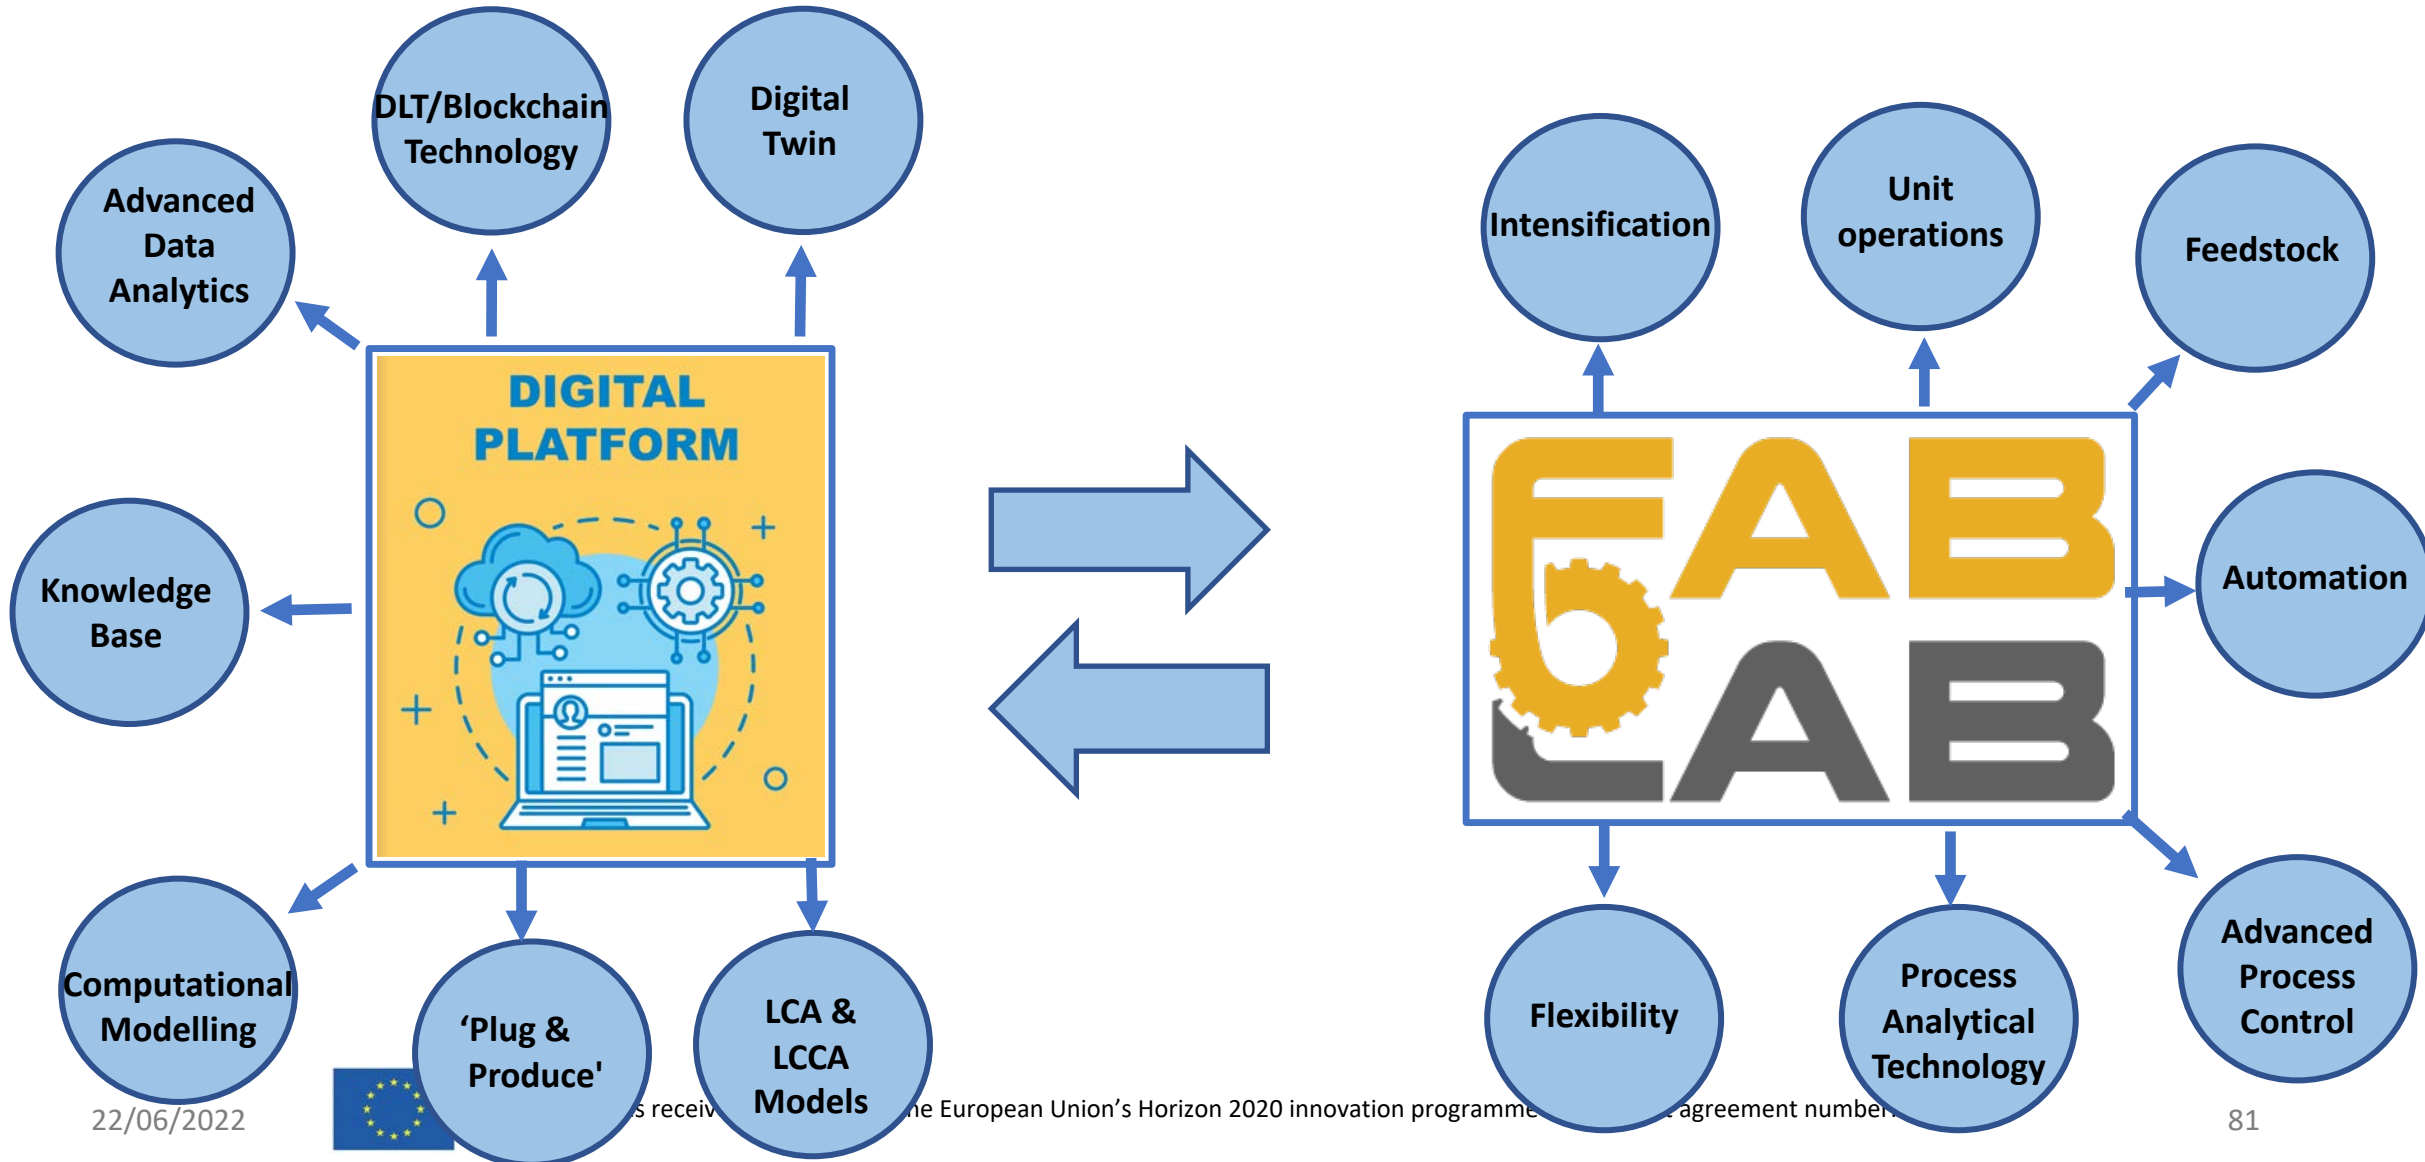 DLT/Blockchain
Technology
Digital
Twin
Advanced
Data
Analytics
Intensification
Unit
operations
Feedstock
DIGITAL
PLATFORM
FAB
LAB
Knowledge
Base
Automation
Computational
Modelling
'Plug &
Produce'
LCA &
LCCA
Models
Flexibility
Process
Analytical
Technology
Advanced
Process
Control
22/06/2022
European Union's Horizon 2020 innovation programme
agreement number
81